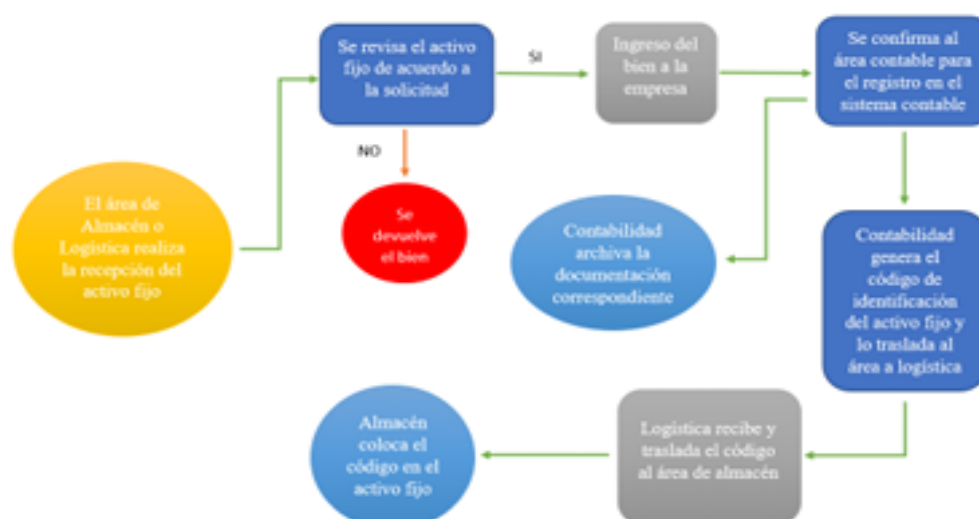 Se revisa el activo
fijo de acuerdo a
la solicitud
SI
Ingreso del
bien a la
empresa
Se confirma al
área contable para
el registro en el
sistema contable
NO
El área de
Almacén o
Logística realiza
la recepción del
activo fijo
Se
devuelve
el bien
Contabilidad
archiva la
documentación
correspondiente
Contabilidad
genera el
código de
identificación
del activo fijo y
lo traslada al
área a logística
Logística recibe y
traslada el código
al área de almacén
Almacén
coloca el
código en el
activo fijo